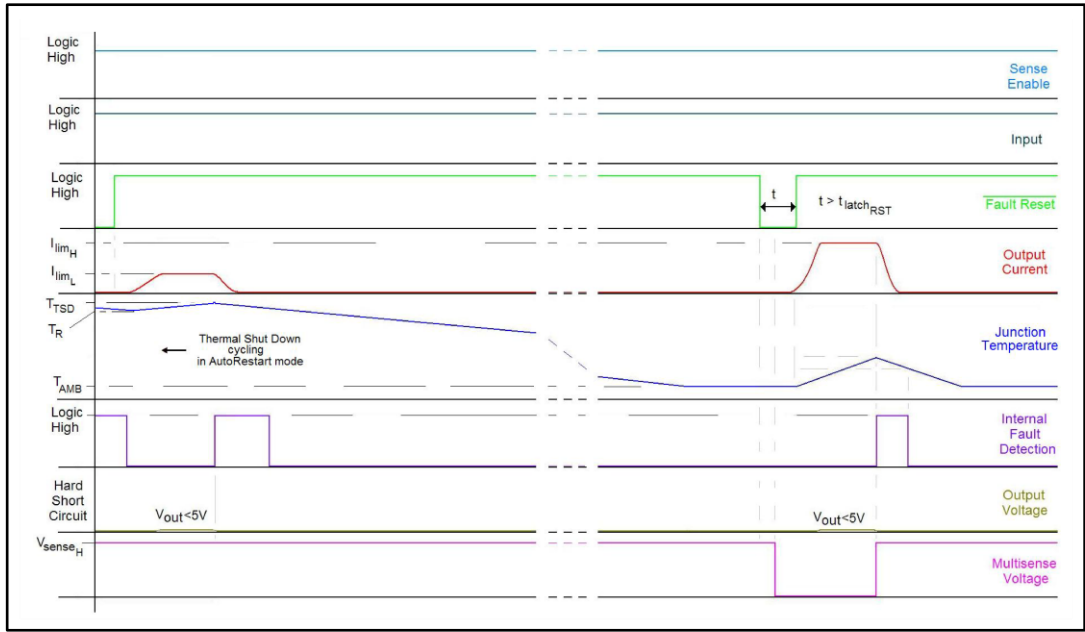 Logic
High
Sense
Enable
Logic
High
Input
Logic
High
t
t > tlatchRST
Fault Reset
IlimH
IlimL
Output
Current
TTSD
TR
Thermal Shut Down
cycling
in AutoRestart mode
Junction
Temperature
TAMB
Logic
High
Internal
Fault
Detection
Hard
Short
Circuit
Vout<5V
Vout<5V
Output
Voltage
VsenseH
Multisense
Voltage